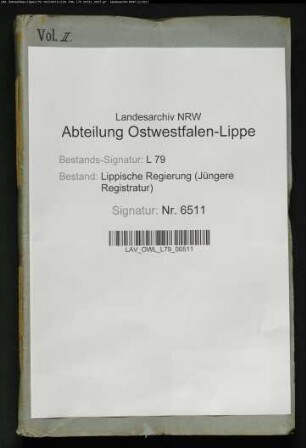 Vol. II.
Landesarchiv NRW
Abteilung Ostwestfalen-Lippe
Bestands-Signatur: L 79
Bestand: Lippische Regierung (Jüngere
Registratur)
Signatur: Nr. 6511
LAV_OWL_L79_06511